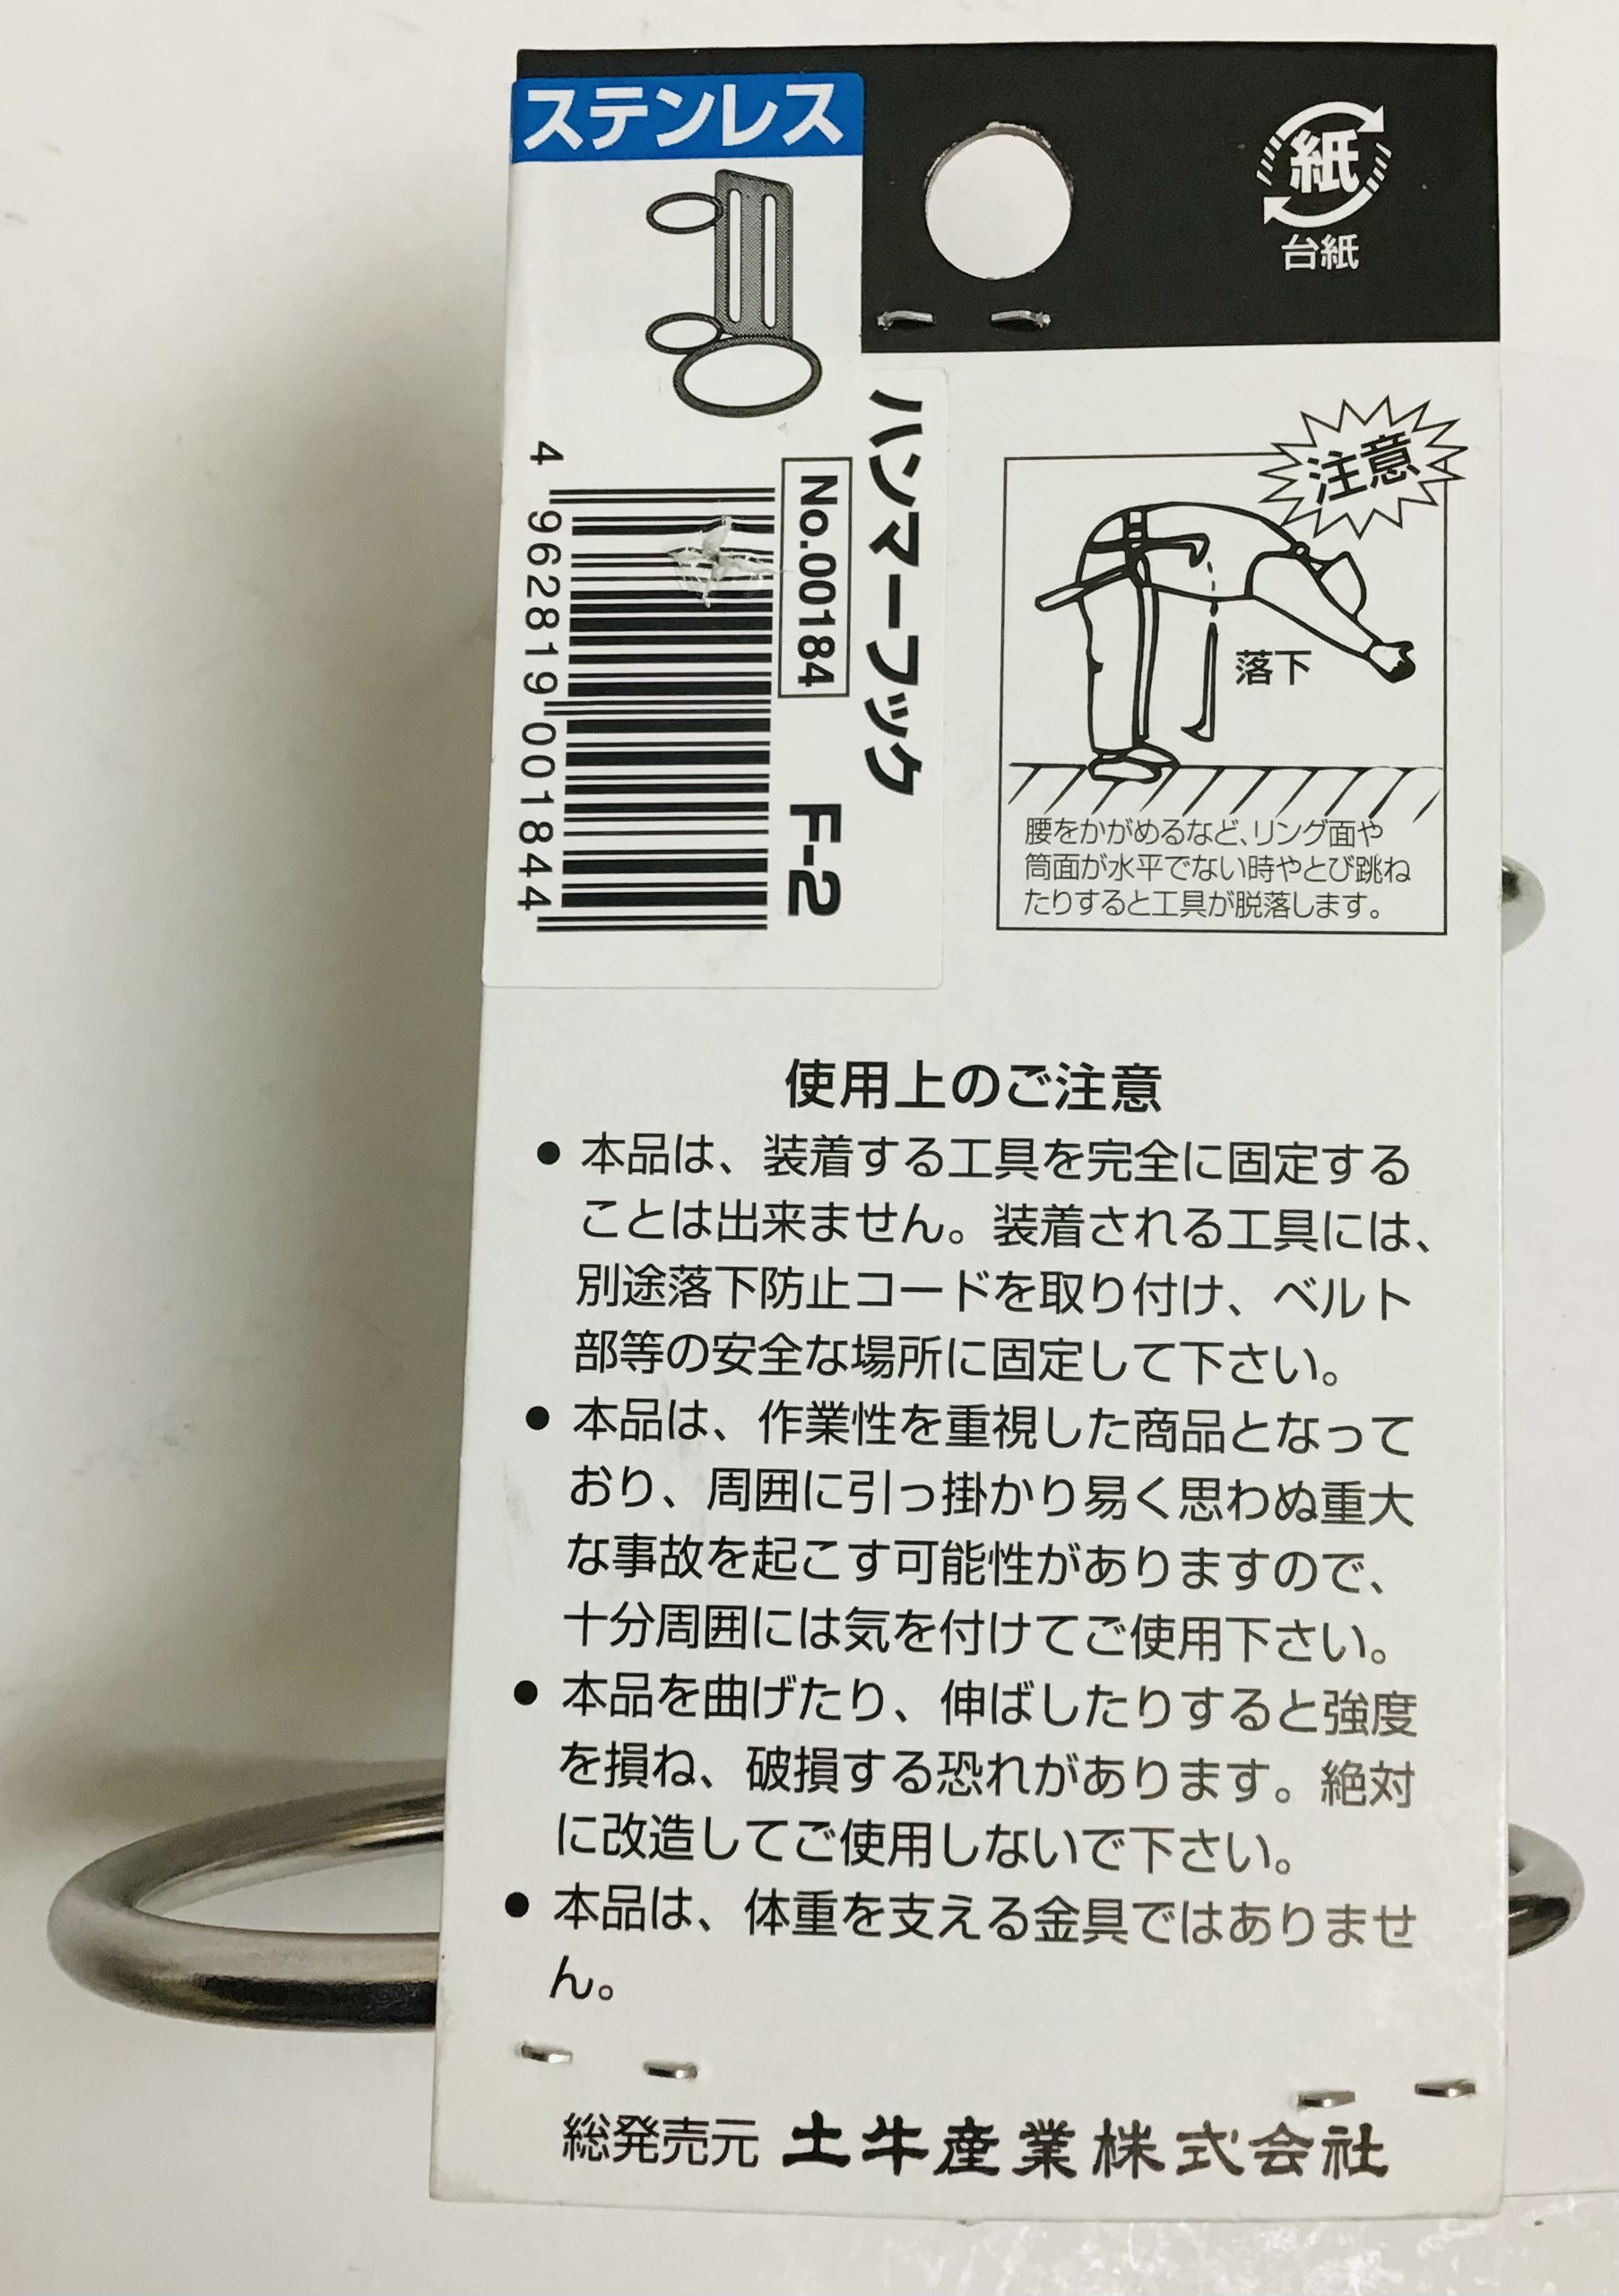 ステンレス
紙
台紙
ハンマーフック
No.00184 F-2
4 962819 001844
注意
落下
腰をかがめるなど、リング面や
筒面が水平でない時やとび跳ね
たりすると工具が脱落します。
使用上のご注意
● 本品は、装着する工具を完全に固定する
ことは出来ません。装着される工具には、
別途落下防止コードを取り付け、ベルト
部等の安全な場所に固定して下さい。
● 本品は、作業性を重視した商品となって
おり、周囲に引っ掛かり易く思わぬ重大
な事故を起こす可能性がありますので、
十分周囲には気を付けてご使用下さい。
● 本品を曲げたり、伸ばしたりすると強度
を損ね、破損する恐れがあります。絶対
に改造してご使用しないで下さい。
● 本品は、体重を支える金具ではありませ
ん。
総発売元 土牛産業株式会社